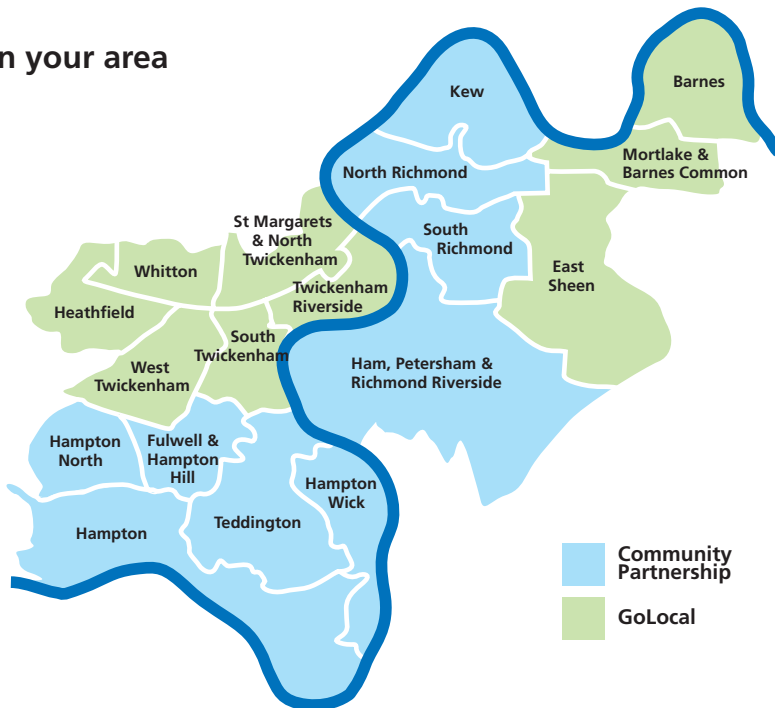 n your area
Kew
Barnes
Mortlake &
Barnes Common
North Richmond
South
Richmond
St Margarets
& North
Twickenham
Whitton
East
Sheen
Twickenham
Riverside
Heathfield
South
Twickenham
West
Twickenham
Ham, Petersham &
Richmond Riverside
Hampton
North
Fulwell &
Hampton
Hill
Hampton
Wick
Teddington
Hampton
Community
Partnership
GoLocal